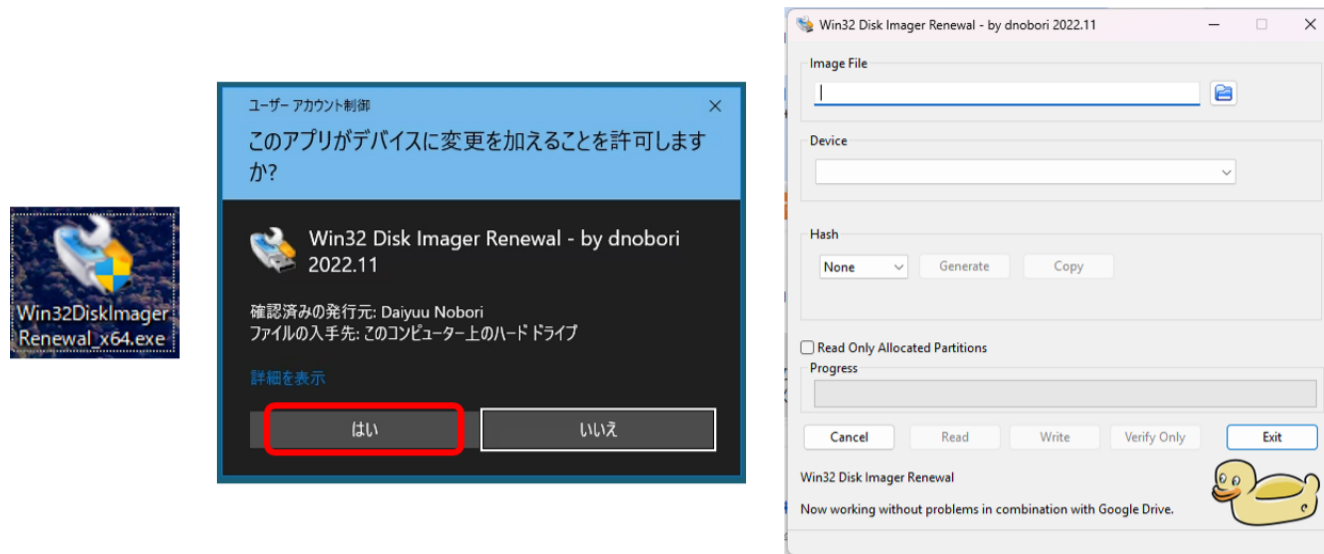 Win32DiskImager
Renewal_x64.exe
ユーザー アカウント制御
このアプリがデバイスに変更を加えることを許可します
か?
Win32 Disk Imager Renewal - by dnobori
2022.11
確認済みの発行元: Daiyuu Nobori
ファイルの入手先: このコンピューター上のハード ドライブ
詳細を表示
はい
いいえ
Win32 Disk Imager Renewal - by dnobori 2022.11
Image File
Device
Hash
None
Generate
Copy
Read Only Allocated Partitions
Progress
Cancel
Read
Write
Verify Only
Exit
Win32 Disk Imager Renewal
Now working without problems in combination with Google Drive.